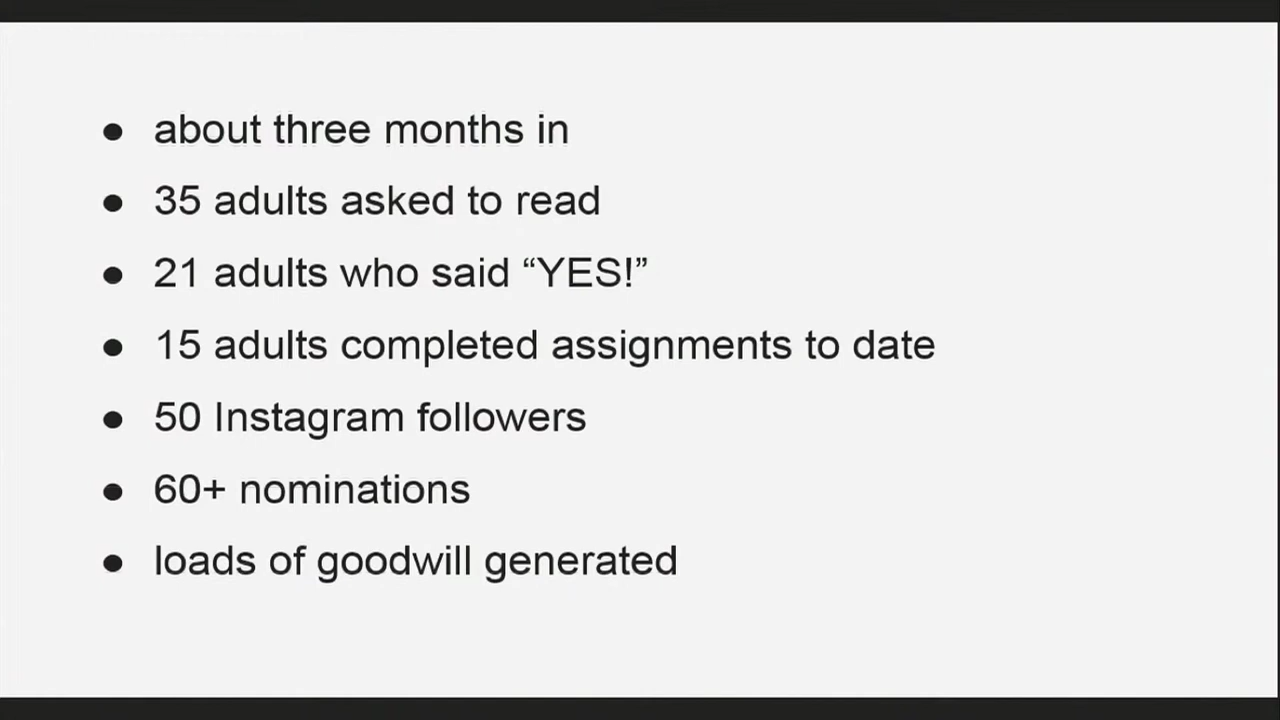 ● about three months in
● 35 adults asked to read
● 21 adults who said “YES!”
● 15 adults completed assignments to date
● 50 Instagram followers
● 60+ nominations
● loads of goodwill generated